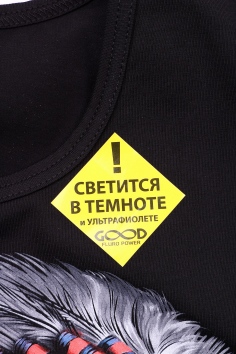 !
СВЕТИТСЯ
В ТЕМНОТЕ
и УЛЬТРАФИОЛЕТЕ
GOOD
FLURO POWER